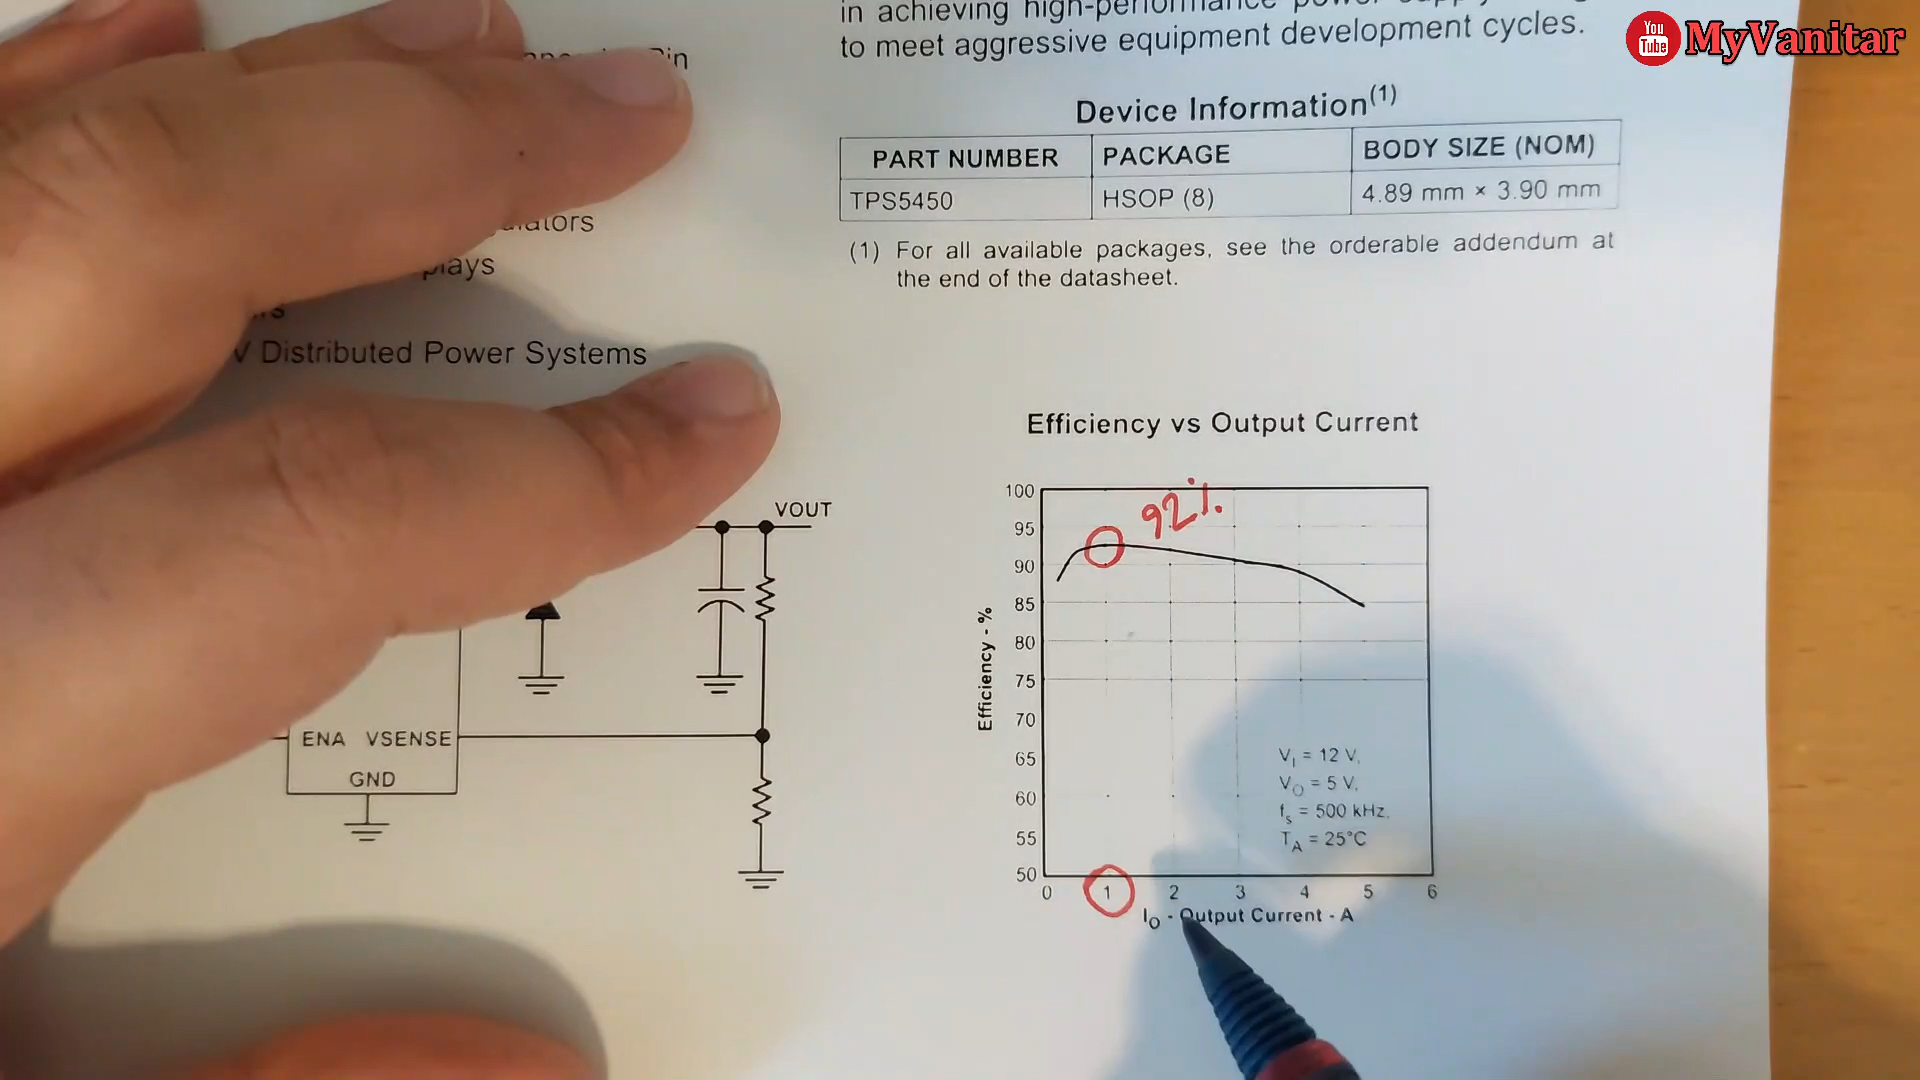 in achieving high-performance power
to meet aggressive equipment development cycles.
You
Tube
MyVanitar
Device Information(1)
PART NUMBER PACKAGE BODY SIZE (NOM)
TPS5450 HSOP (8) 4.89 mm × 3.90 mm
(1) For all available packages, see the orderable addendum at
the end of the datasheet.
V Distributed Power Systems
VOUT
ENA VSENSE
GND
Efficiency vs Output Current
92%
100
95
90
85
80
75
70
65
60
55
50
Efficiency - %
VI = 12 V,
VO = 5 V,
fs = 500 kHz,
TA = 25°C
0 1 2 3 4 5 6
IO - Output Current - A